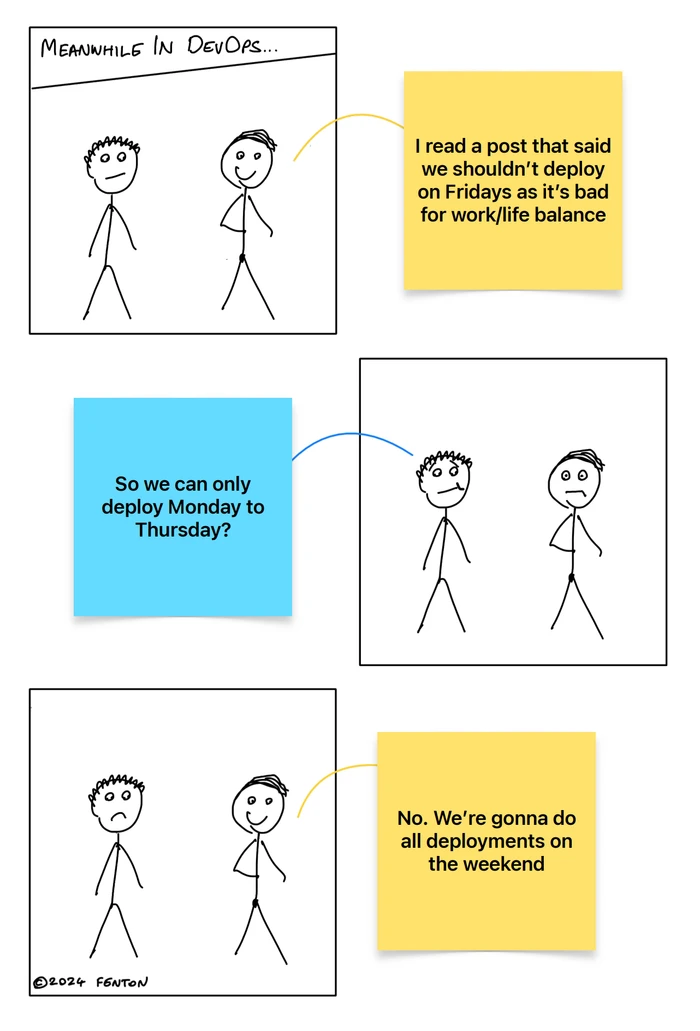 MEANWHILE IN DEVOPS...
I read a post that said
we shouldn’t deploy
on Fridays as it’s bad
for work/life balance
So we can only
deploy Monday to
Thursday?
No. We’re gonna do
all deployments on
the weekend
©2024 FENTON